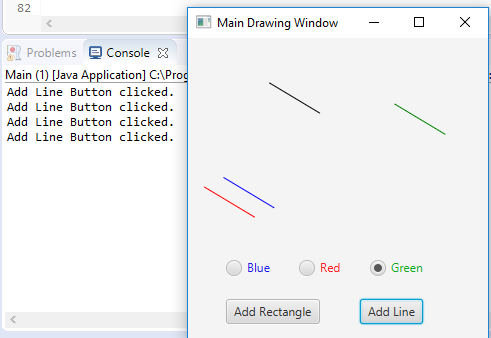 82
Main Drawing Window
Problems Console
Main (1) [Java Application] C:\Prog
Add Line Button clicked.
Add Line Button clicked.
Add Line Button clicked.
Add Line Button clicked.
Blue Red Green
Add Rectangle Add Line